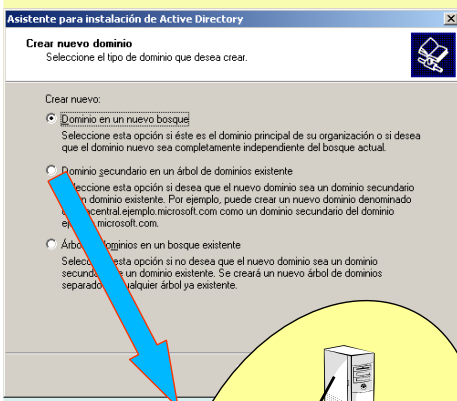 Asistente para instalación de Active Directory
Crear nuevo dominio
Seleccione el tipo de dominio que desea crear.
Crear nuevo:
Dominio en un nuevo bosque
Seleccione esta opción si éste es el dominio principal de su organización o si desea
que el dominio nuevo sea completamente independiente del bosque actual.
Dominio secundario en un árbol de dominios existente
Seleccione esta opción si desea que el nuevo dominio sea un dominio secundario
dominio existente. Por ejemplo, puede crear un nuevo dominio denominado
central.ejemplo.microsoft.com como un dominio secundario del dominio
microsoft.com.
Árbol dominios en un bosque existente
esta opción si no desea que el nuevo dominio sea un dominio
un dominio existente. Se creará un nuevo árbol de dominios
separado cualquier árbol ya existente.